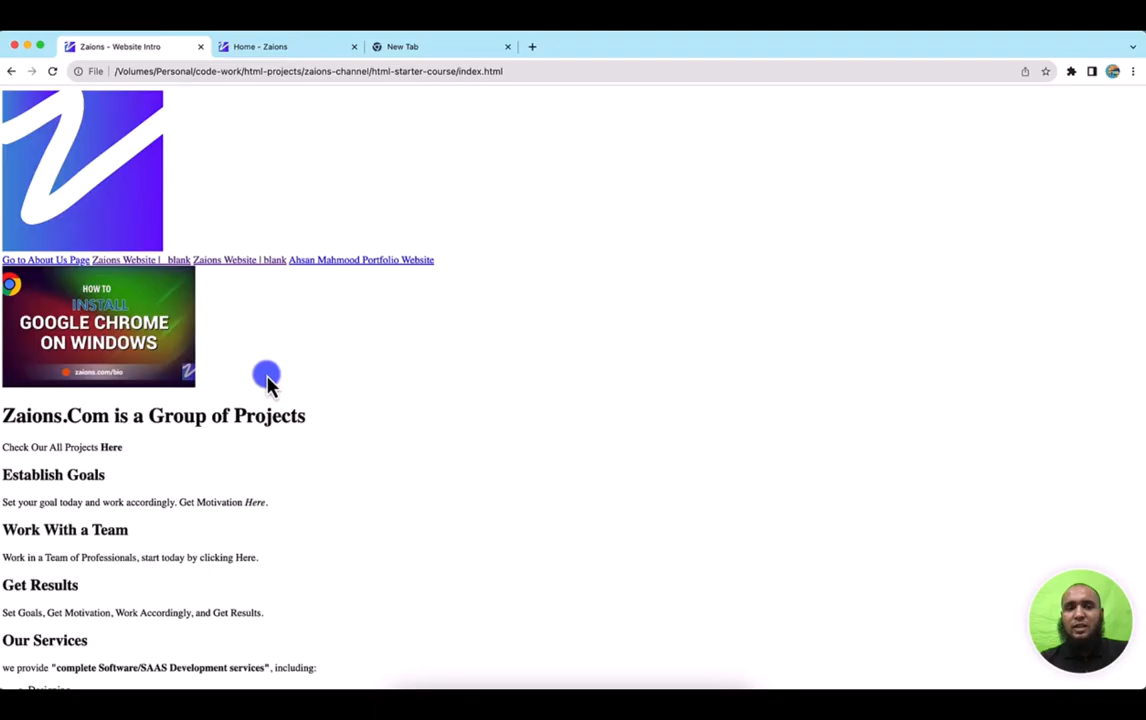 Zaions - Website Intro
Home - Zaions
New Tab
File /Volumes/Personal/code-work/html-projects/zaions-channel/html-starter-course/index.html
Go to About Us Page Zaions Website | _blank Zaions Website | blank Ahsan Mahmood Portfolio Website
HOW TO
INSTALL
GOOGLE CHROME
ON WINDOWS
zaions.com/bio
Zaions.Com is a Group of Projects
Check Our All Projects Here
Establish Goals
Set your goal today and work accordingly. Get Motivation Here.
Work With a Team
Work in a Team of Professionals, start today by clicking Here.
Get Results
Set Goals, Get Motivation, Work Accordingly, and Get Results.
Our Services
we provide "complete Software/SAAS Development services", including: